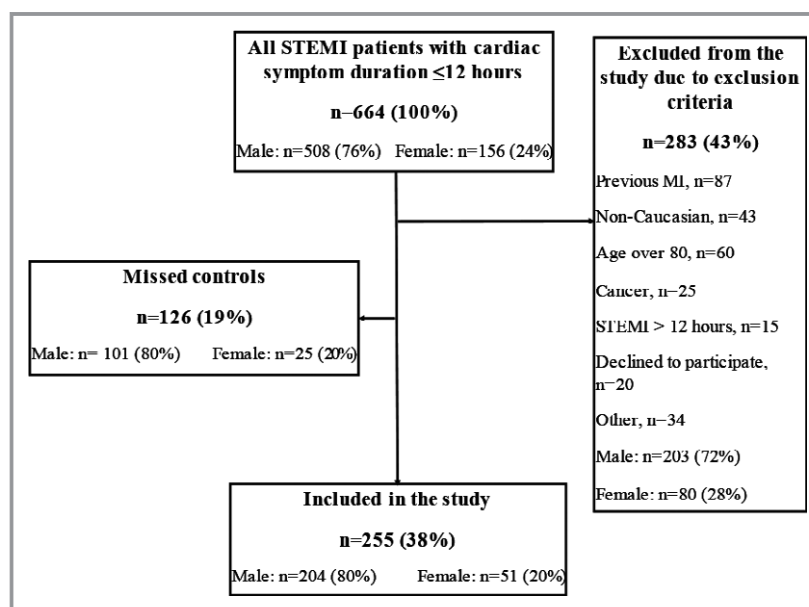 All STEMI patients with cardiac
symptom duration ≤12 hours
n=664 (100%)
Male: n=508 (76%) Female: n=156 (24%)
Excluded from the
study due to exclusion
criteria
n=283 (43%)
Previous MI, n=87
Non-Caucasian, n=43
Age over 80, n=60
Cancer, n=25
STEMI > 12 hours, n=15
Declined to participate,
n=20
Other, n=34
Male: n=203 (72%)
Female: n=80 (28%)
Missed controls
n=126 (19%)
Male: n= 101 (80%) Female: n=25 (20%)
Included in the study
n=255 (38%)
Male: n=204 (80%) Female: n=51 (20%)